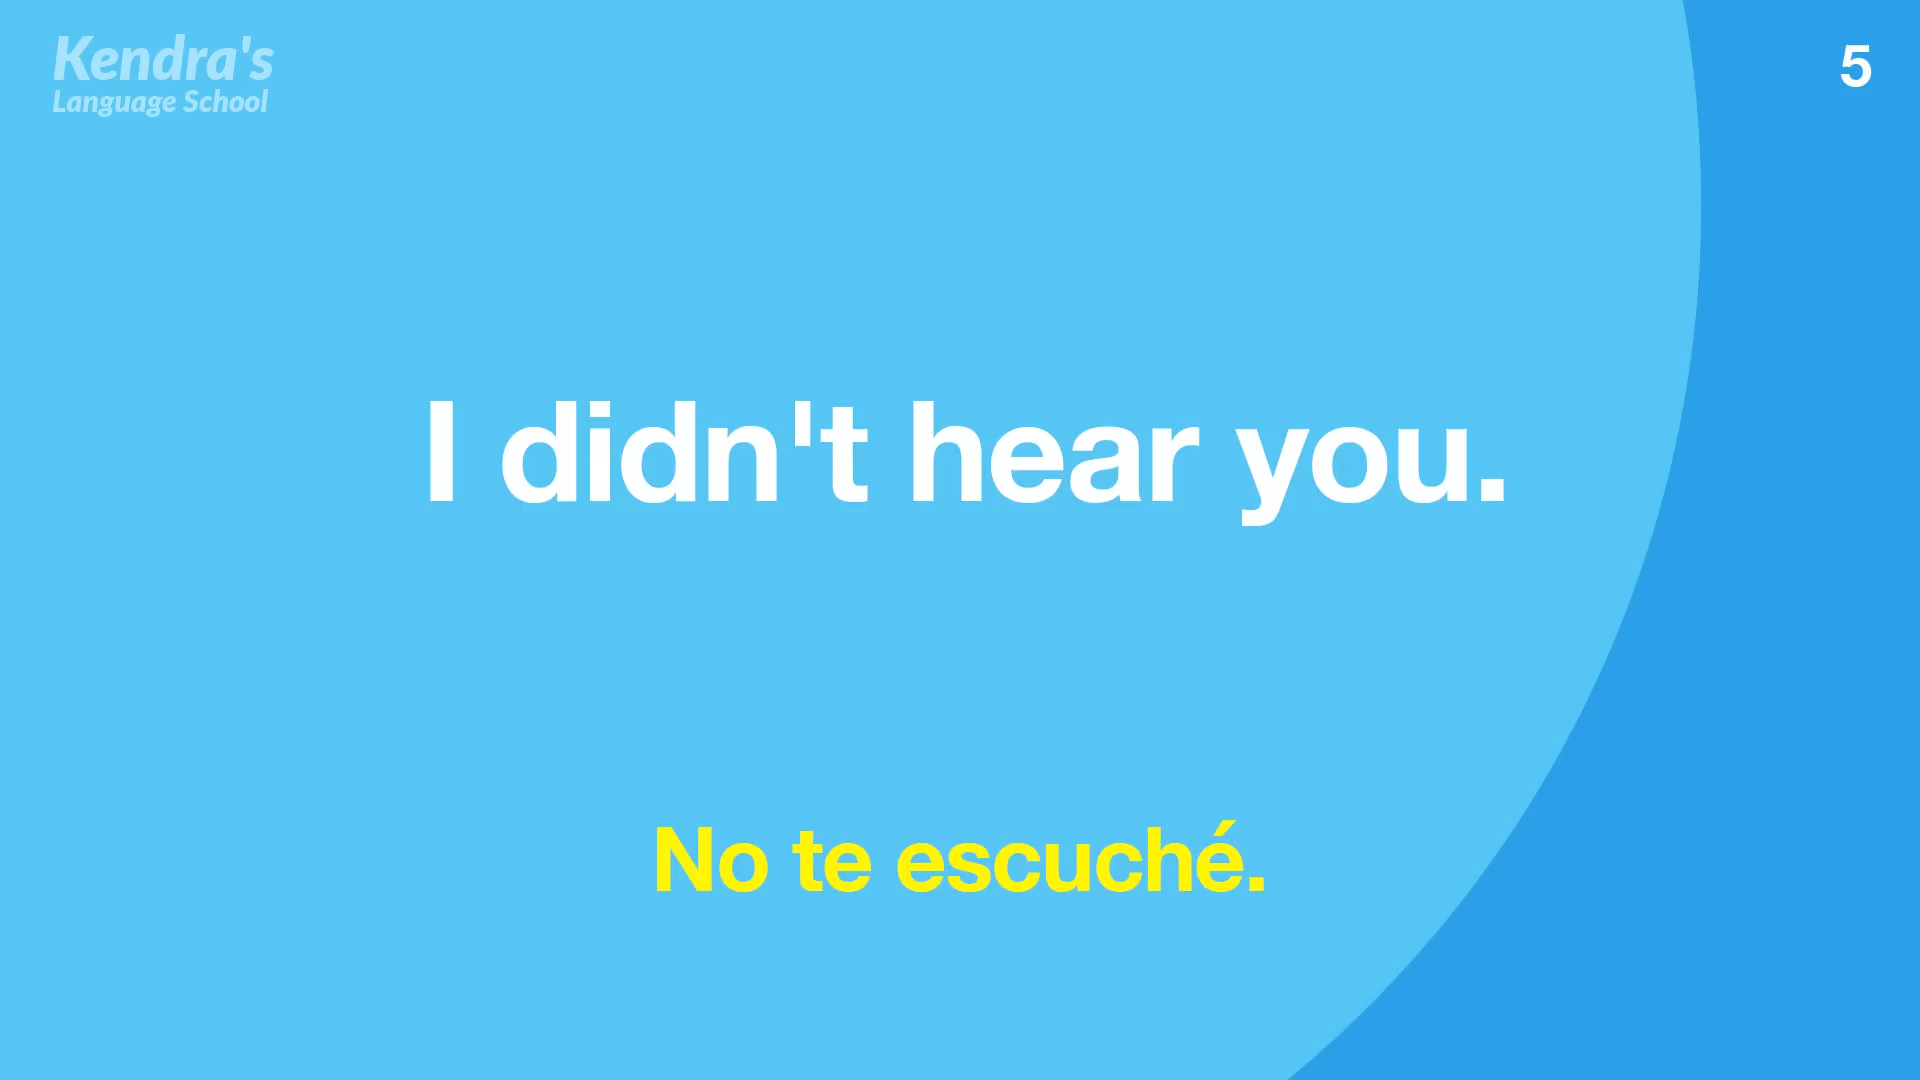 Kendra's
Language School
5
I didn't hear you.
No te escuché.